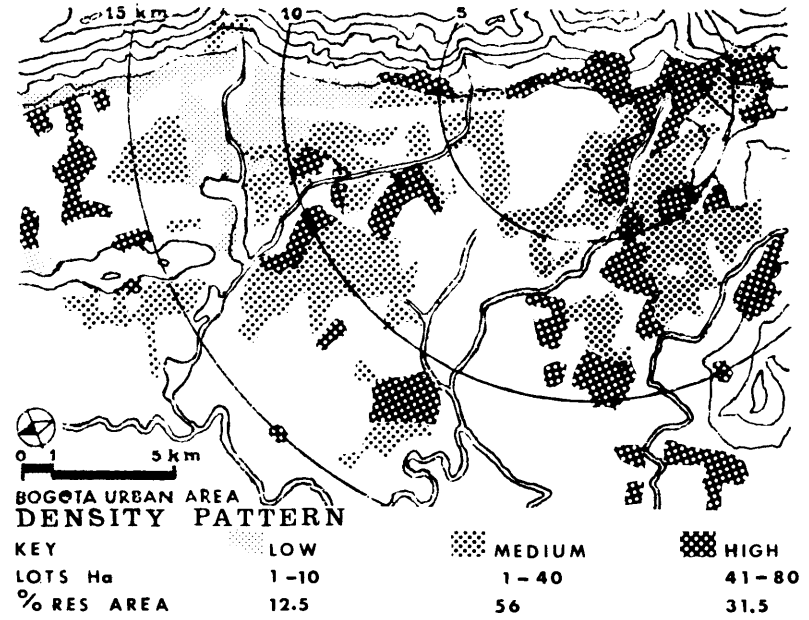 15 km 10 5
0 1 5 km
BOGOTA URBAN AREA
DENSITY PATTERN
KEY LOW MEDIUM HIGH
LOTS Ha 1-10 1-40 41-80
% RES AREA 12.5 56 31.5